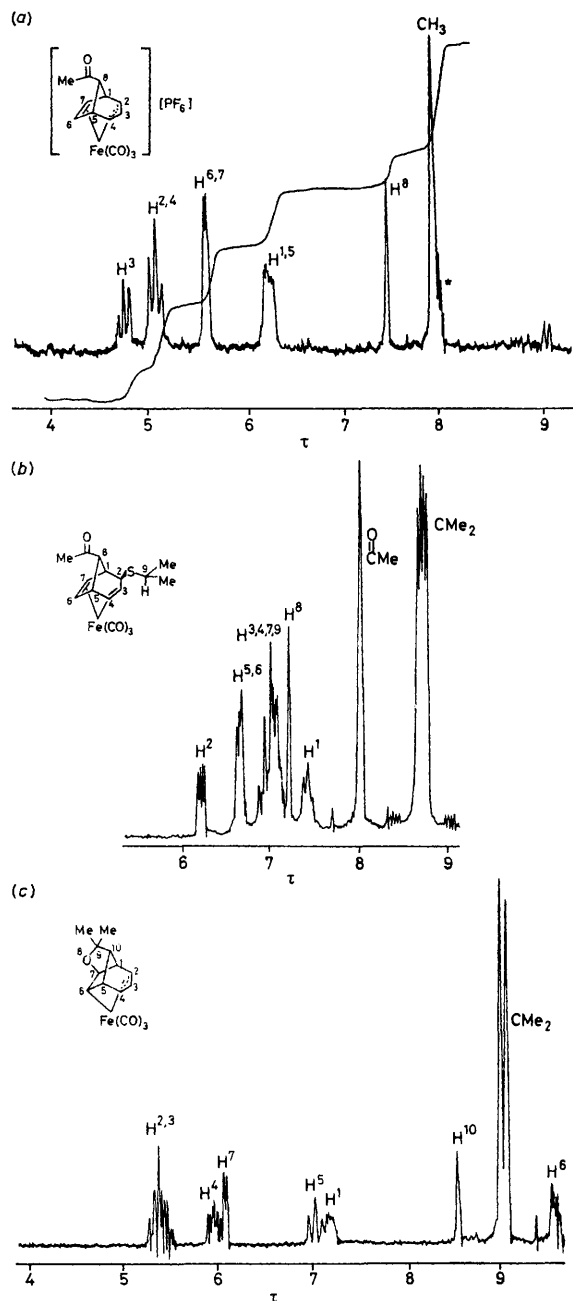 (a)
CH₃
O
Me
8
1
7
2
3
6
5
4
[PF₆]
Fe(CO)₃
H³
H²,⁴
H⁶,⁷
H¹,⁵
H⁸
*
4 5 6 7 8 9
τ
(b)
O
Me
8
1
7
2
S
9
Me
Me
H
3
6
5
4
Fe(CO)₃
H²
H⁵,⁶
H³,⁴,⁷,⁹
H⁸
H¹
O
CMe
CMe₂
6 7 8 9
τ
(c)
Me Me
8
9
10
O
1
7
2
3
6
5
4
Fe(CO)₃
H²,³
H⁴
H⁷
H⁵
H¹
H¹⁰
CMe₂
H⁶
4 5 6 7 8 9
τ